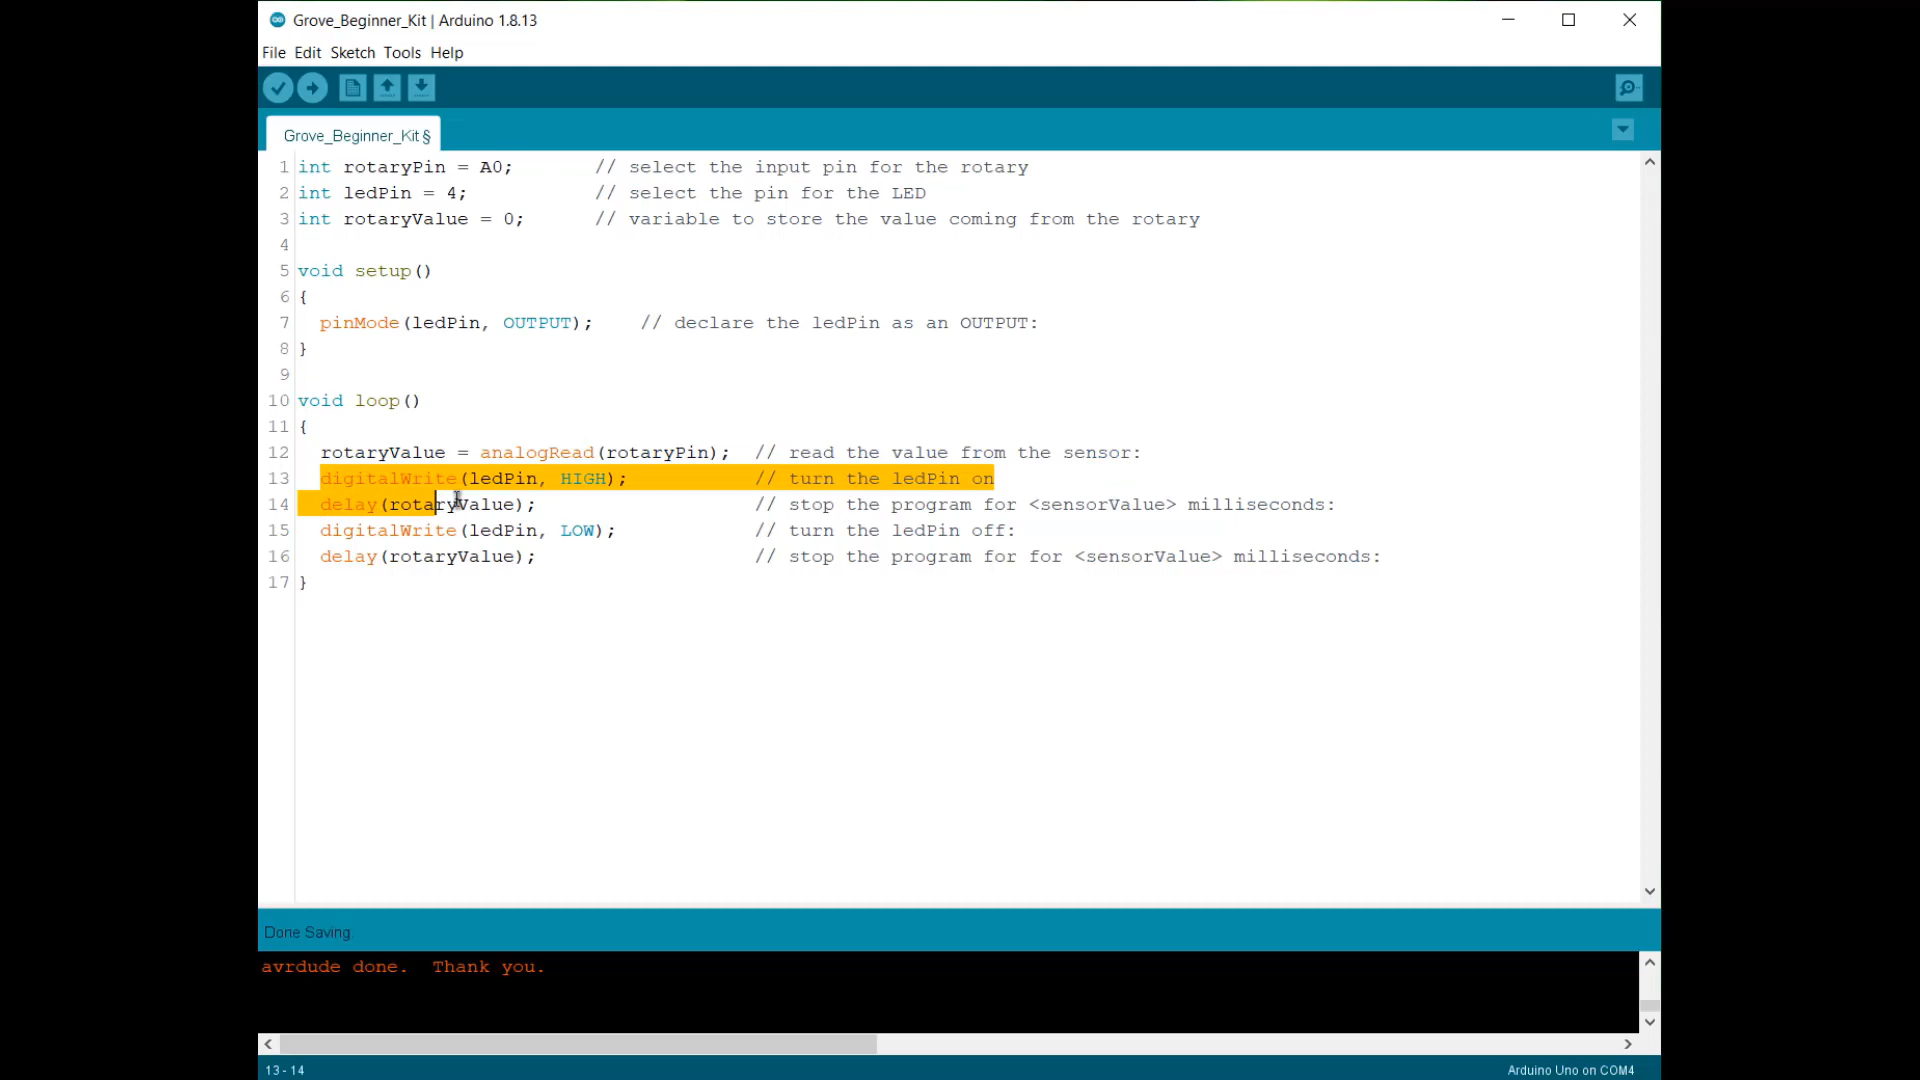 Grove_Beginner_Kit | Arduino 1.8.13
File Edit Sketch Tools Help
Grove_Beginner_Kit §
1 int rotaryPin = A0; // select the input pin for the rotary
2 int ledPin = 4; // select the pin for the LED
3 int rotaryValue = 0; // variable to store the value coming from the rotary
4
5 void setup()
6 {
7 pinMode(ledPin, OUTPUT); // declare the ledPin as an OUTPUT:
8 }
9
10 void loop()
11 {
12 rotaryValue = analogRead(rotaryPin); // read the value from the sensor:
13 digitalWrite(ledPin, HIGH); // turn the ledPin on
14 delay(rotaryValue); // stop the program for <sensorValue> milliseconds:
15 digitalWrite(ledPin, LOW); // turn the ledPin off:
16 delay(rotaryValue); // stop the program for for <sensorValue> milliseconds:
17 }
Done Saving.
avrdude done. Thank you.
13 - 14 Arduino Uno on COM4